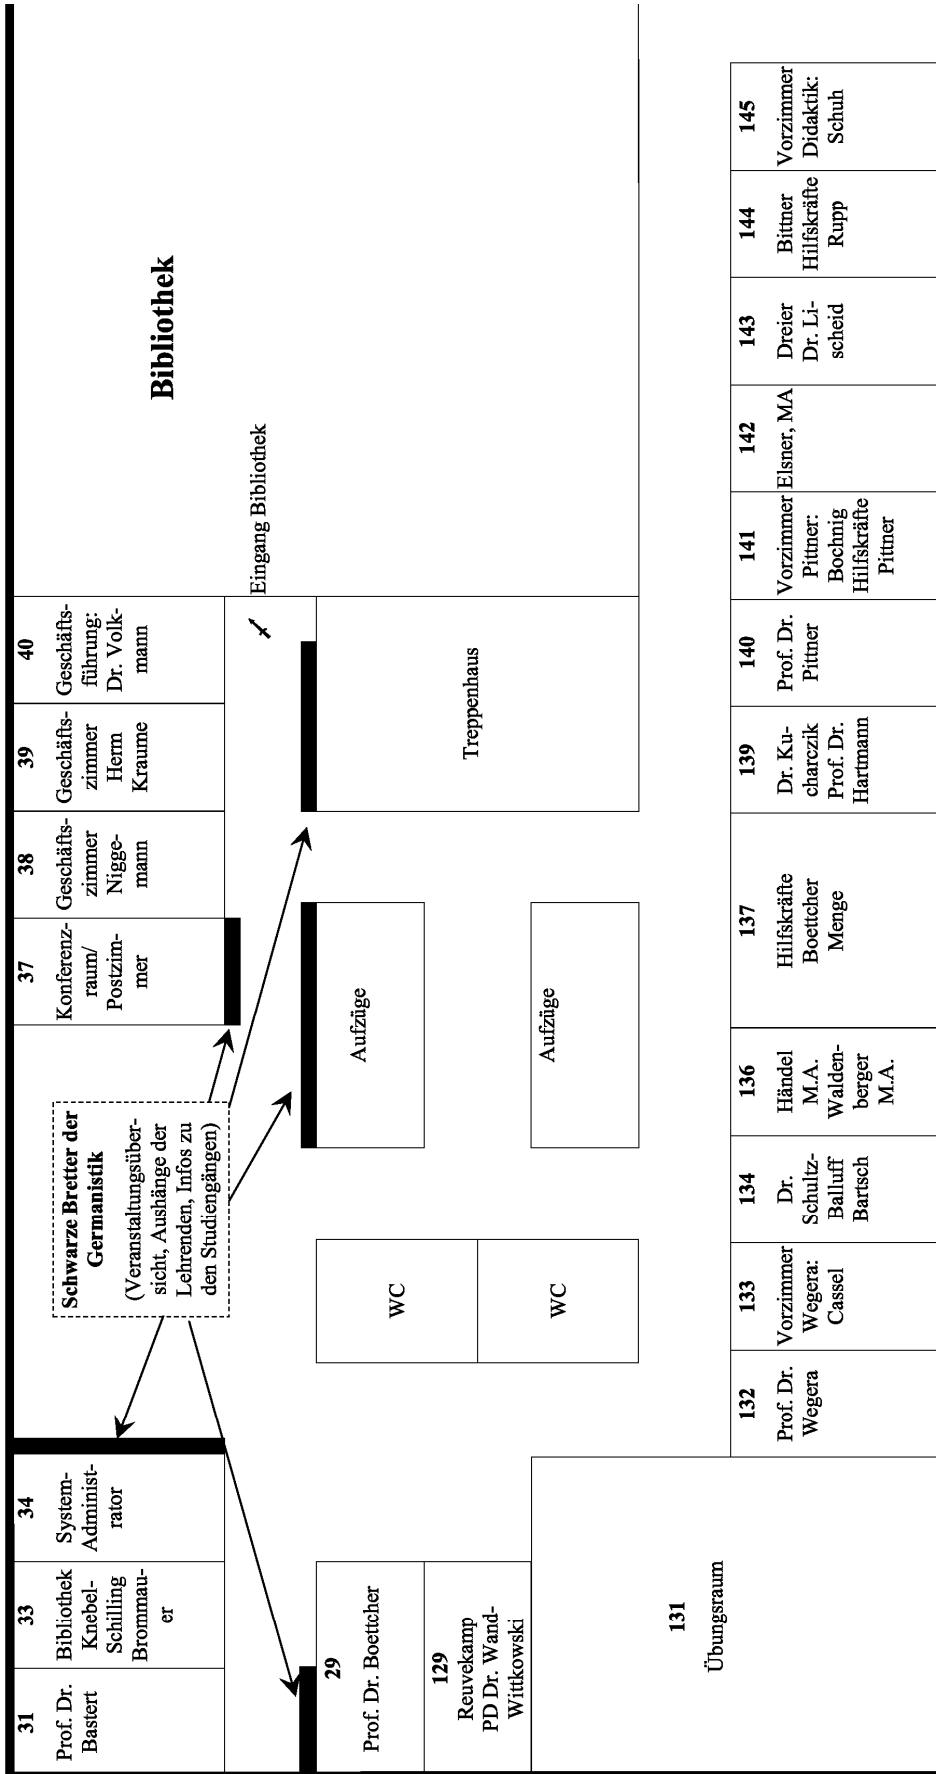 31
Prof. Dr.
Bastert
33
Bibliothek
Knebel-
Schilling
Brommau-
er
34
System-
Administ-
rator
Schwarze Bretter der
Germanistik
(Veranstaltungsüber-
sicht, Aushänge der
Lehrenden, Infos zu
den Studiengängen)
37
Konferenz-
raum/
Postzim-
mer
38
Geschäfts-
zimmer
Nigge-
mann
39
Geschäfts-
zimmer
Herrn
Kraume
40
Geschäfts-
führung:
Dr. Volk-
mann
Bibliothek
Eingang Bibliothek
29
Prof. Dr. Boettcher
129
Reuvekamp
PD Dr. Wand-
Wittkowski
WC
WC
Aufzüge
Aufzüge
Treppenhaus
131
Übungsraum
132
Prof. Dr.
Wegera
133
Vorzimmer
Wegera:
Cassel
134
Dr.
Schultz-
Balluff
Bartsch
136
Händel
M.A.
Walden-
berger
M.A.
137
Hilfskräfte
Boettcher
Menge
139
Dr. Ku-
charczik
Prof. Dr.
Hartmann
140
Prof. Dr.
Pittner
141
Vorzimmer
Pittner:
Bochnig
Hilfskräfte
Pittner
142
Elsner, MA
143
Dreier
Dr. Li-
scheid
144
Bittner
Hilfskräfte
Rupp
145
Vorzimmer
Didaktik:
Schuh